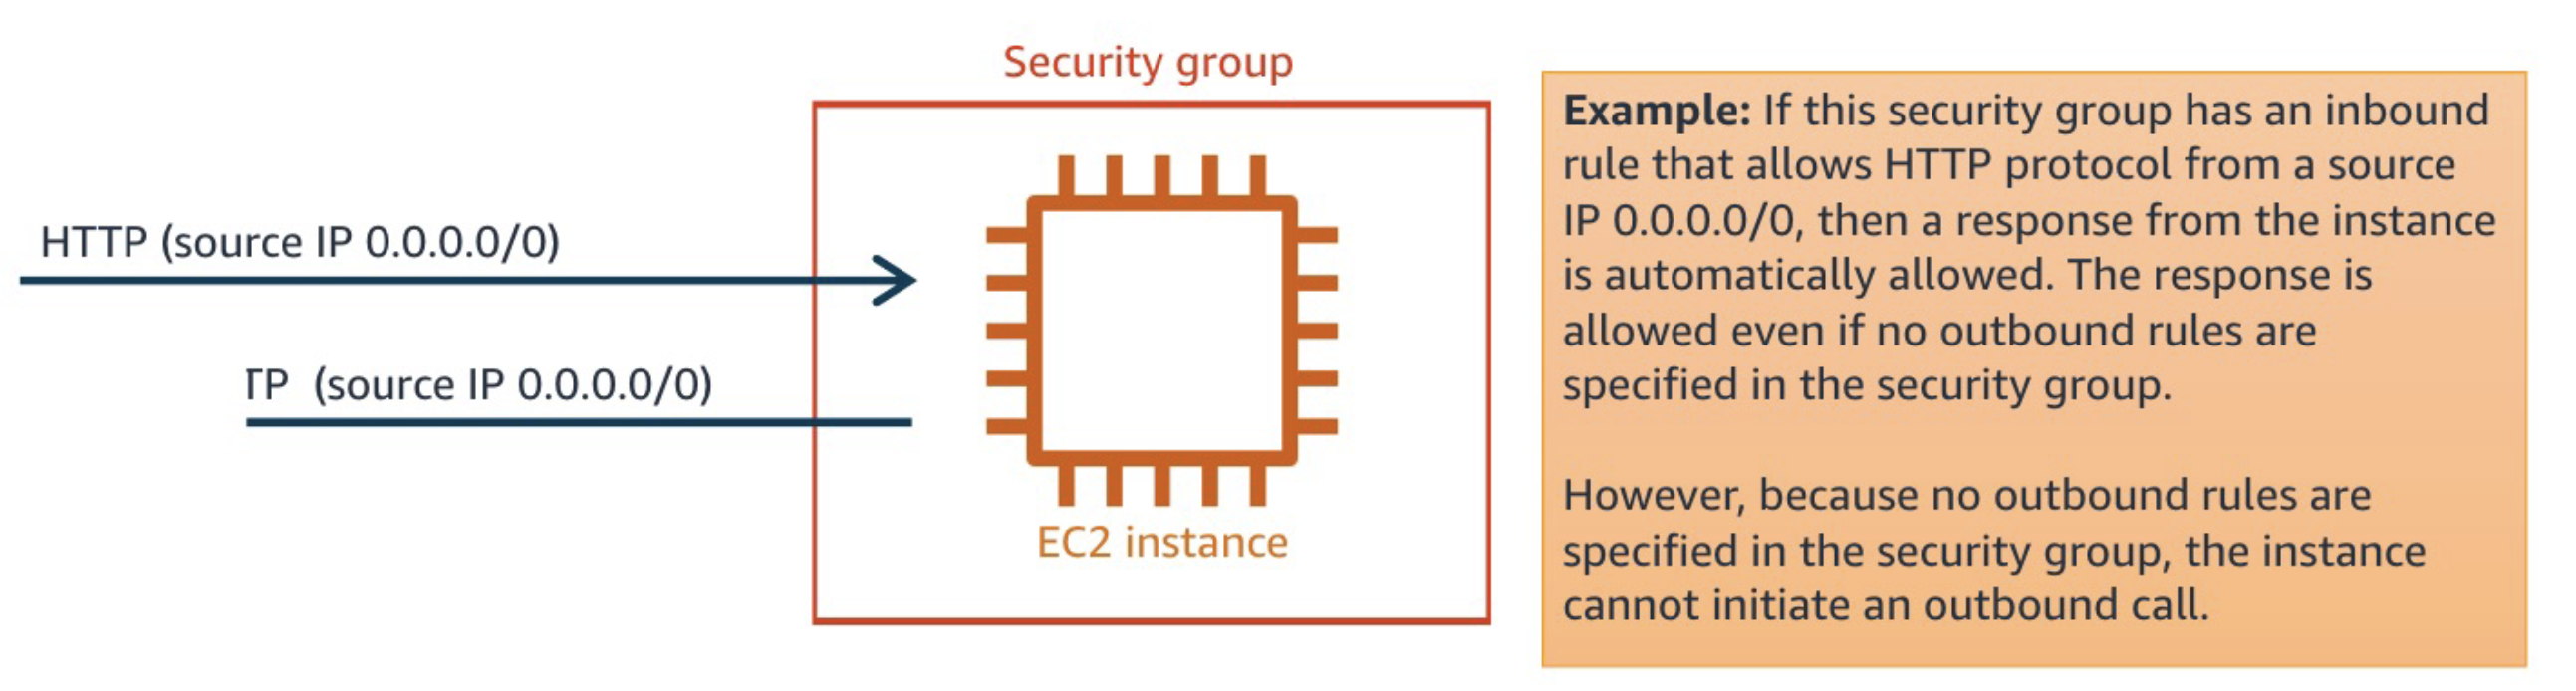 Security group
HTTP (source IP 0.0.0.0/0)
TP (source IP 0.0.0.0/0)
EC2 instance
Example: If this security group has an inbound
rule that allows HTTP protocol from a source
IP 0.0.0.0/0, then a response from the instance
is automatically allowed. The response is
allowed even if no outbound rules are
specified in the security group.
However, because no outbound rules are
specified in the security group, the instance
cannot initiate an outbound call.